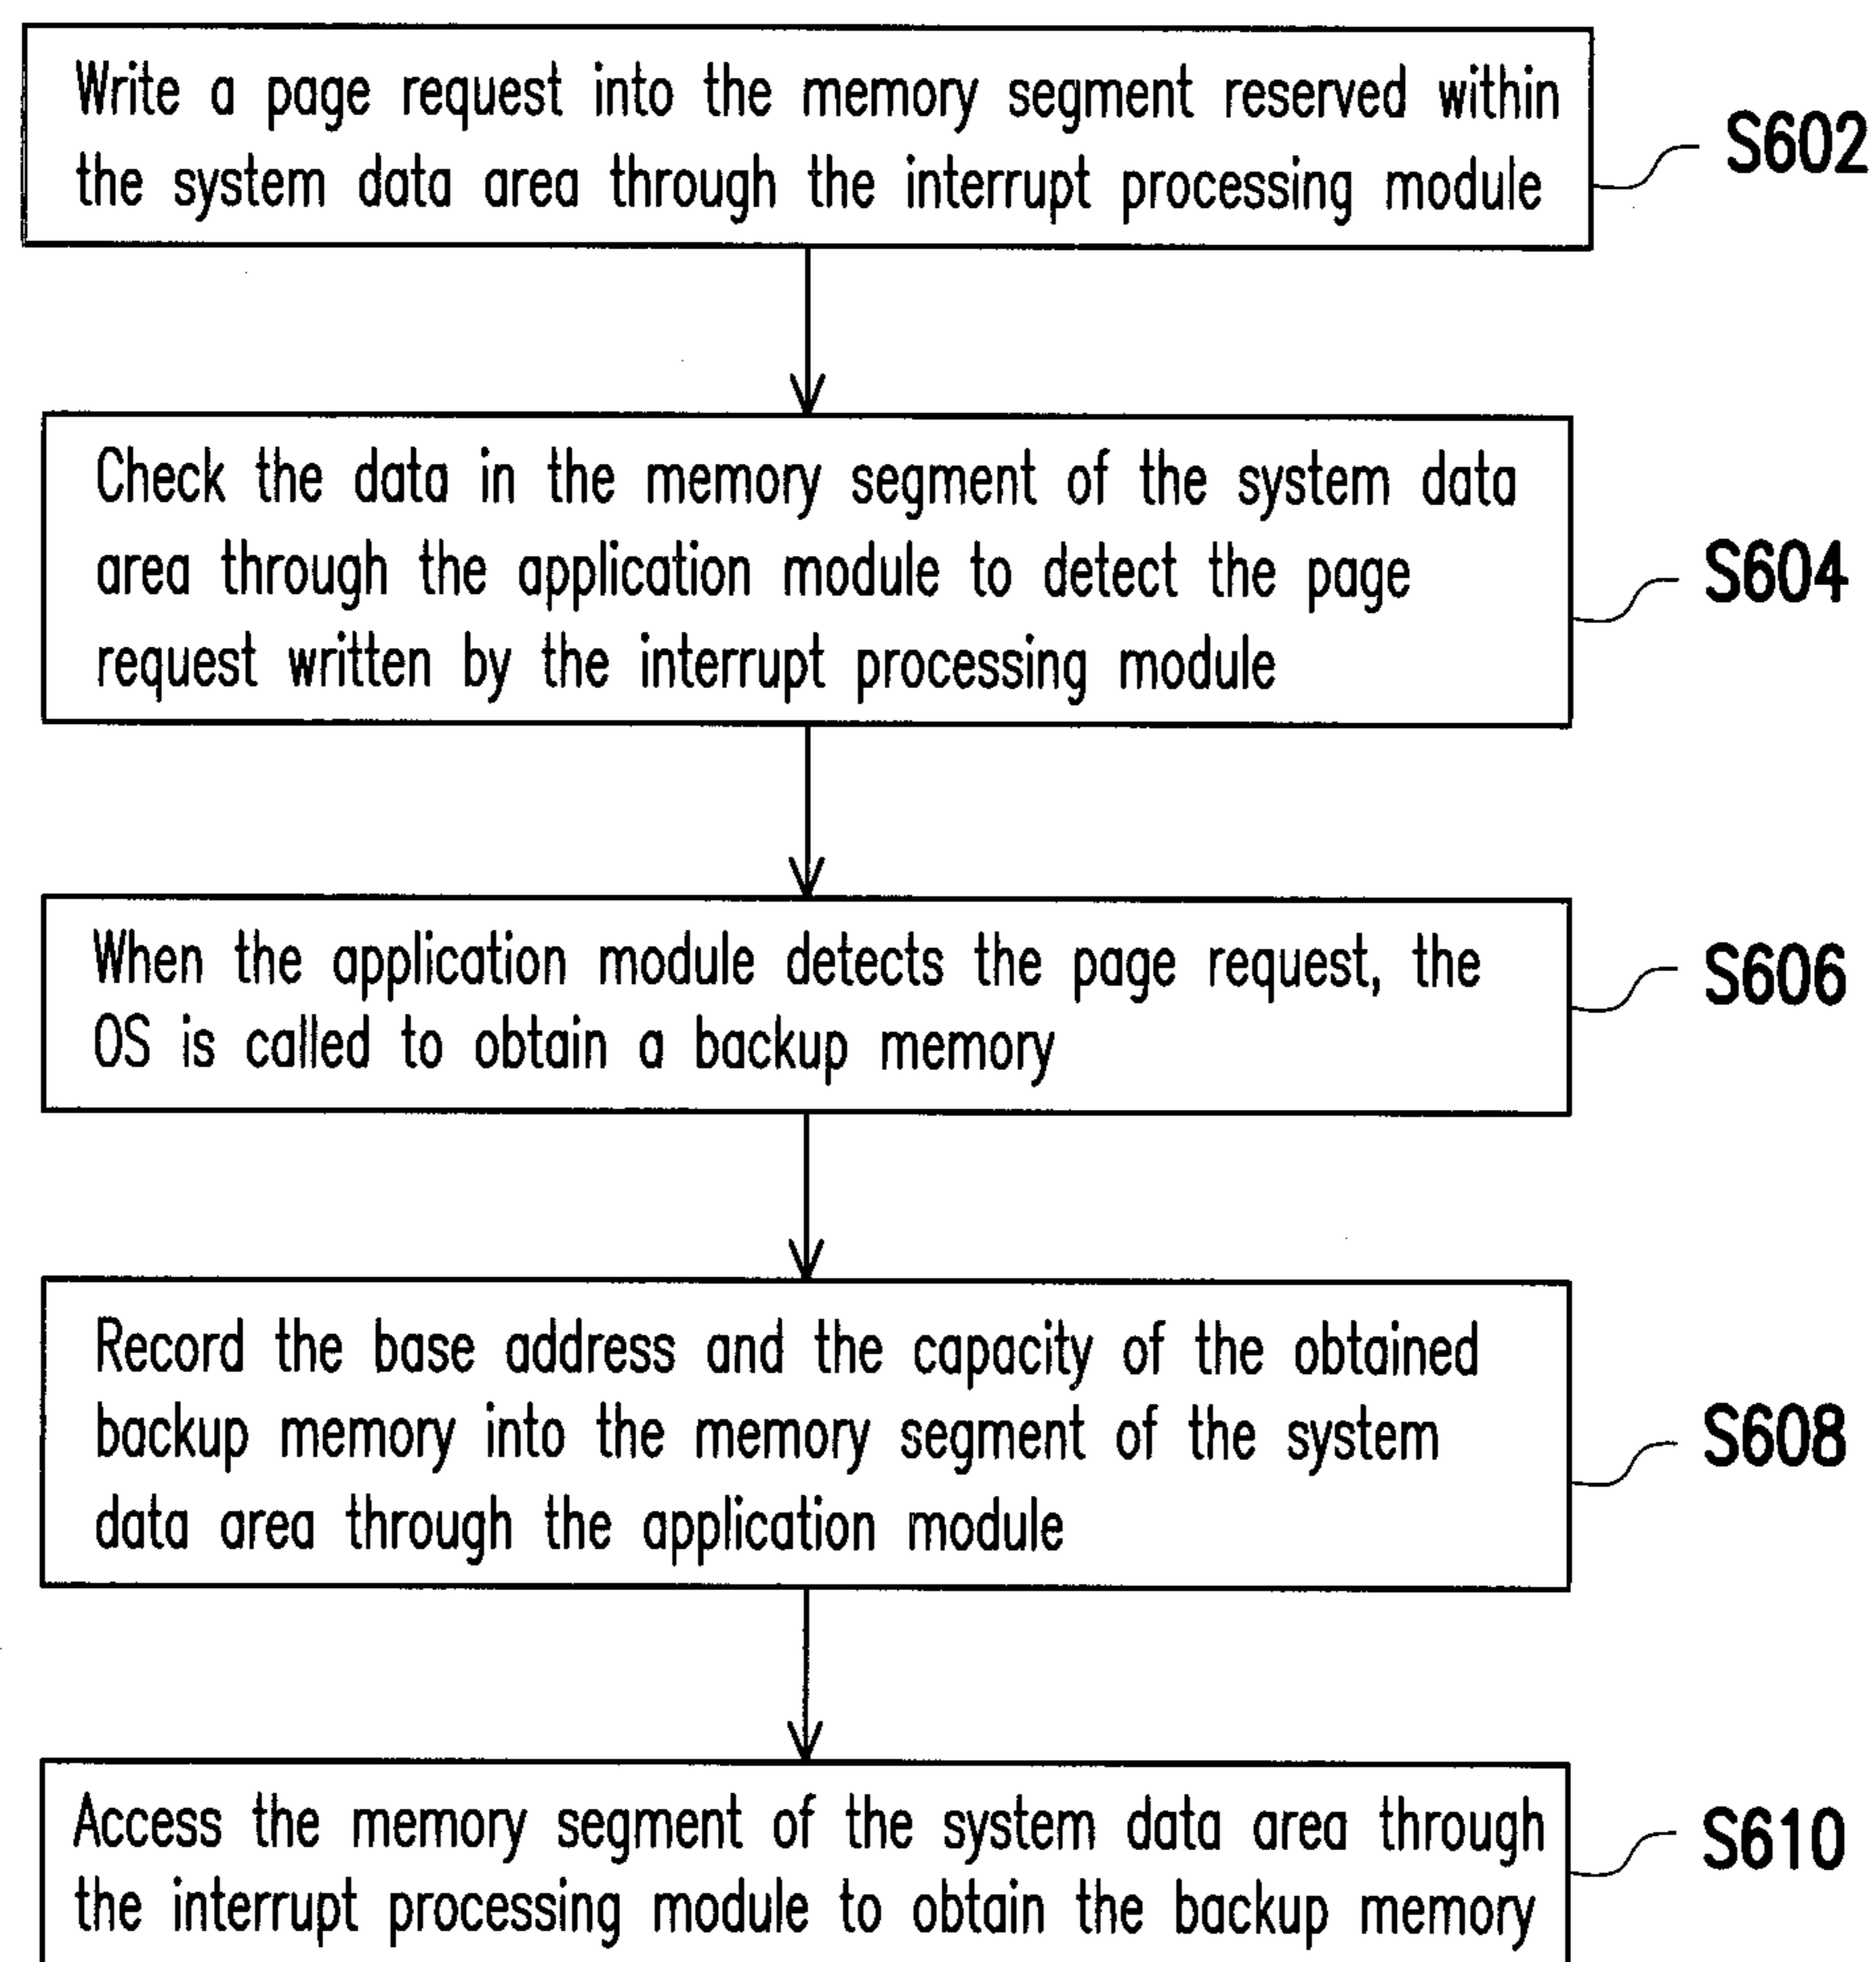 Write a page request into the memory segment reserved within
the system data area through the interrupt processing module
S602
Check the data in the memory segment of the system data
area through the application module to detect the page
request written by the interrupt processing module
S604
When the application module detects the page request, the
OS is called to obtain a backup memory
S606
Record the base address and the capacity of the obtained
backup memory into the memory segment of the system
data area through the application module
S608
Access the memory segment of the system data area through
the interrupt processing module to obtain the backup memory
S610